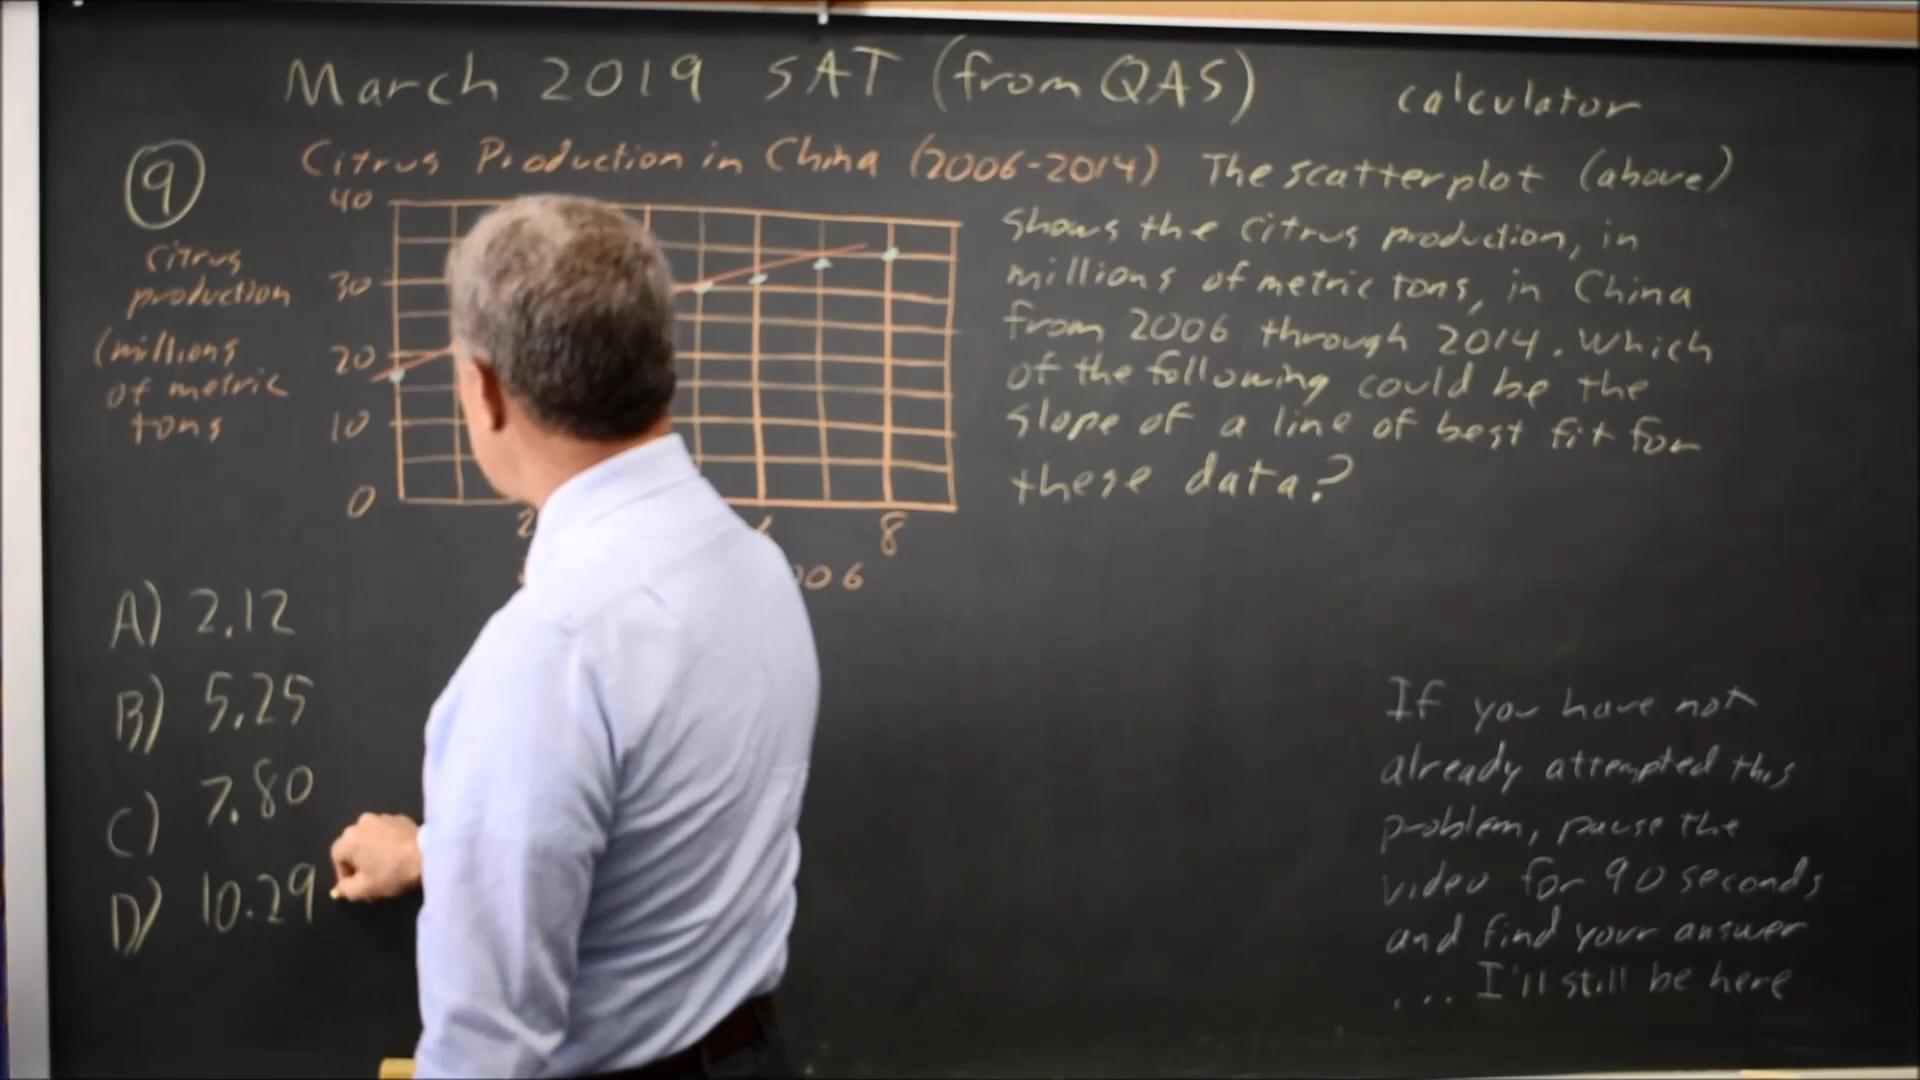 March 2019 SAT (from QAS)
calculator
9
Citrus Production in China (2006-2014)
40
30
20
10
0
citrus
production
(millions
of metric
tons
2
8
006
The scatterplot (above)
shows the citrus production, in
millions of metric tons, in China
from 2006 through 2014. Which
of the following could be the
slope of a line of best fit for
these data?
A) 2.12
B) 5.25
C) 7.80
D) 10.29
If you have not
already attempted this
problem, pause the
video for 90 seconds
and find your answer
... I'll still be here